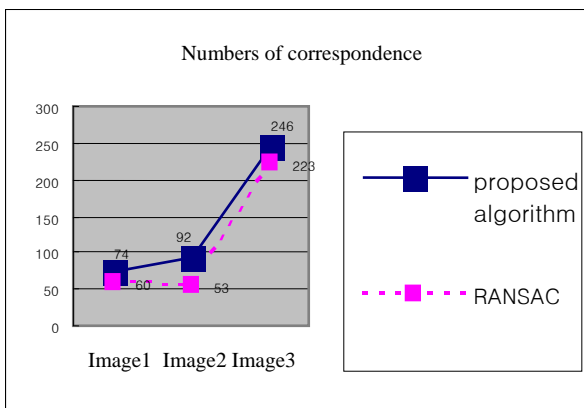 Numbers of correspondence
300
250
200
150
100
50
0
246
223
92
74
60
53
Image1 Image2 Image3
proposed
algorithm
RANSAC